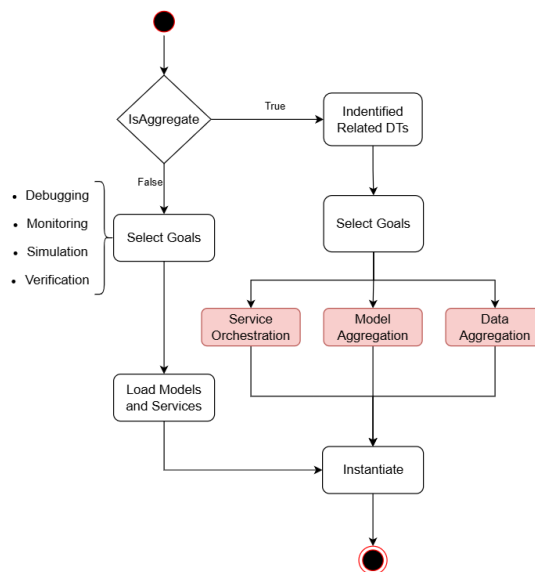 IsAggregate
True
Indentified
Related DTs
False
• Debugging
• Monitoring
• Simulation
• Verification
Select Goals
Select Goals
Service
Orchestration
Model
Aggregation
Data
Aggregation
Load Models
and Services
Instantiate